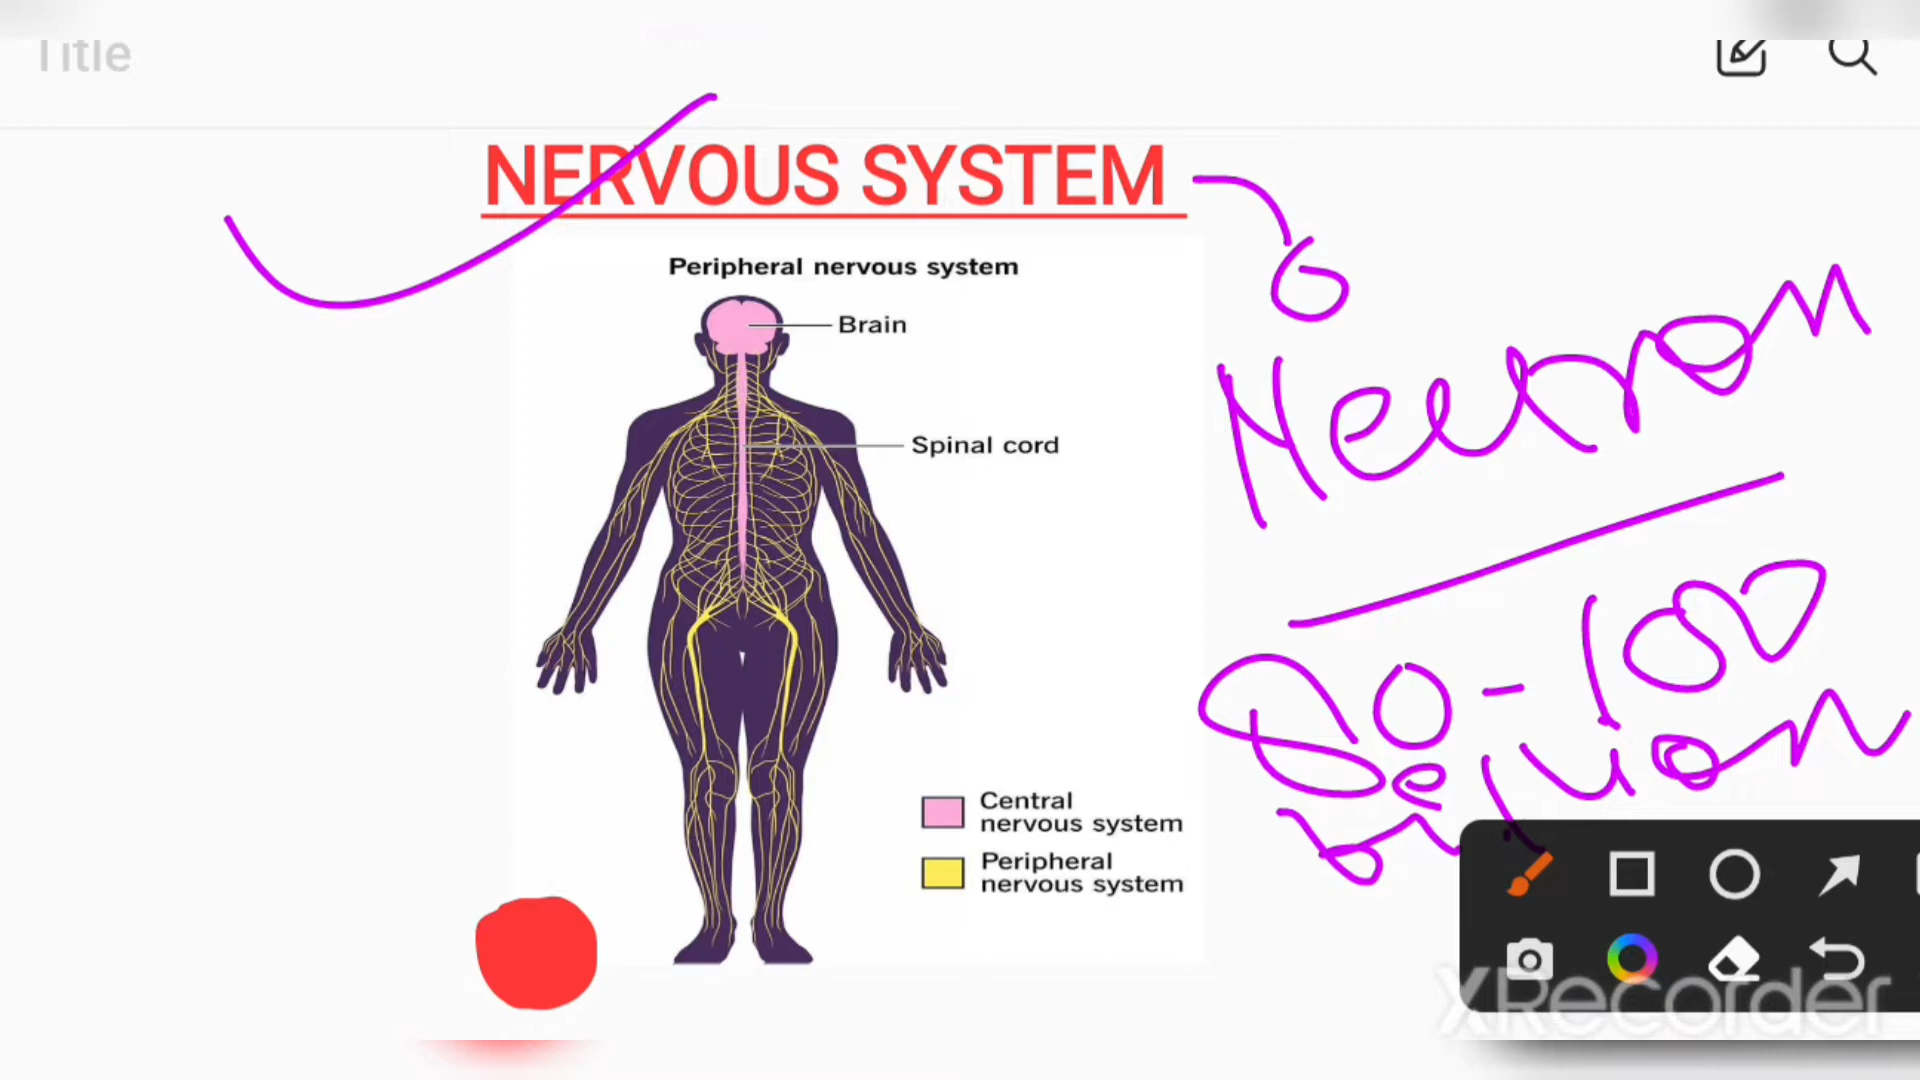 Title
NERVOUS SYSTEM
Peripheral nervous system
Brain
Spinal cord
Neuron
80-100
Central
nervous system
Peripheral
nervous system
XRecorder